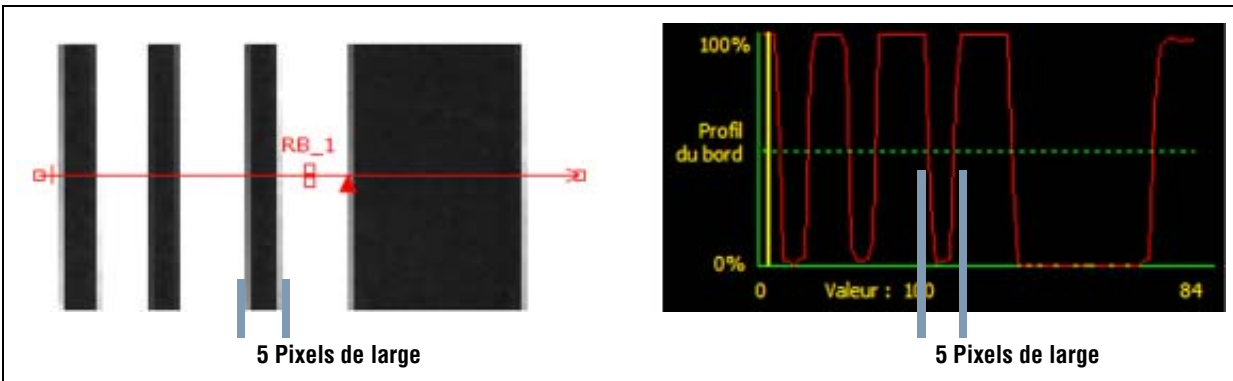 RB_1
5 Pixels de large
100%
Profil
du bord
0%
0
Valeur : 100
84
5 Pixels de large